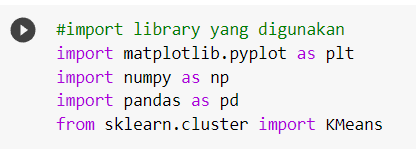 #import library yang digunakan
import matplotlib.pyplot as plt
import numpy as np
import pandas as pd
from sklearn.cluster import KMeans